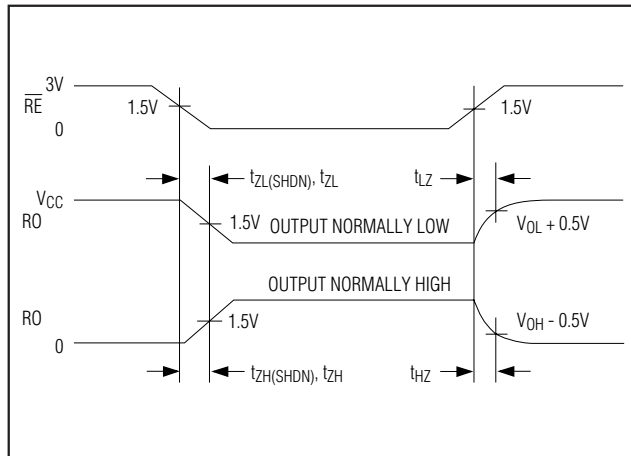 3V
RE
1.5V
1.5V
0
tZL(SHDN), tZL
tLZ
VCC
RO
1.5V
OUTPUT NORMALLY LOW
VOL + 0.5V
OUTPUT NORMALLY HIGH
RO
1.5V
VOH - 0.5V
0
tZH(SHDN), tZH
tHZ